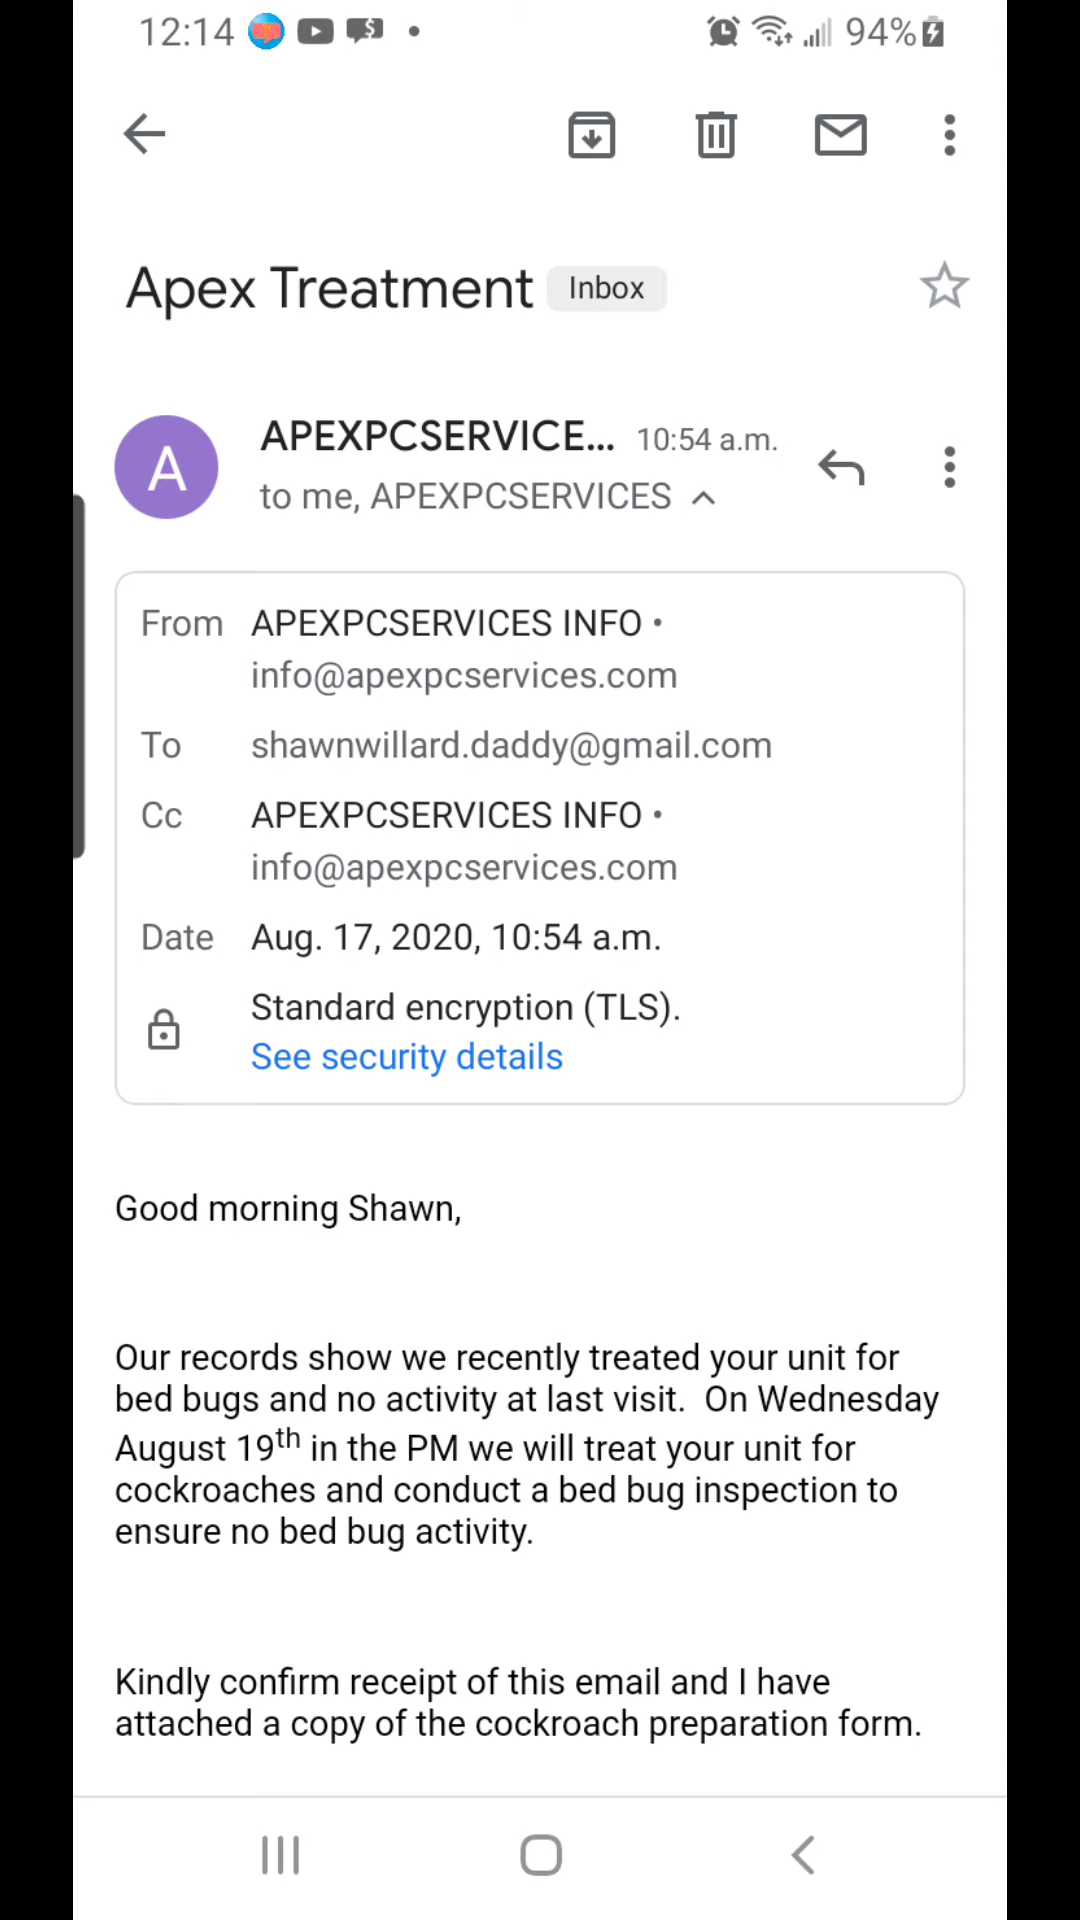 12:14
94%
Apex Treatment Inbox
A
APEXPCSERVICE... 10:54 a.m.
to me, APEXPCSERVICES
From APEXPCSERVICES INFO •
info@apexpcservices.com
To shawnwillard.daddy@gmail.com
Cc APEXPCSERVICES INFO •
info@apexpcservices.com
Date Aug. 17, 2020, 10:54 a.m.
Standard encryption (TLS).
See security details
Good morning Shawn,
Our records show we recently treated your unit for
bed bugs and no activity at last visit.  On Wednesday
August 19th in the PM we will treat your unit for
cockroaches and conduct a bed bug inspection to
ensure no bed bug activity.
Kindly confirm receipt of this email and I have
attached a copy of the cockroach preparation form.